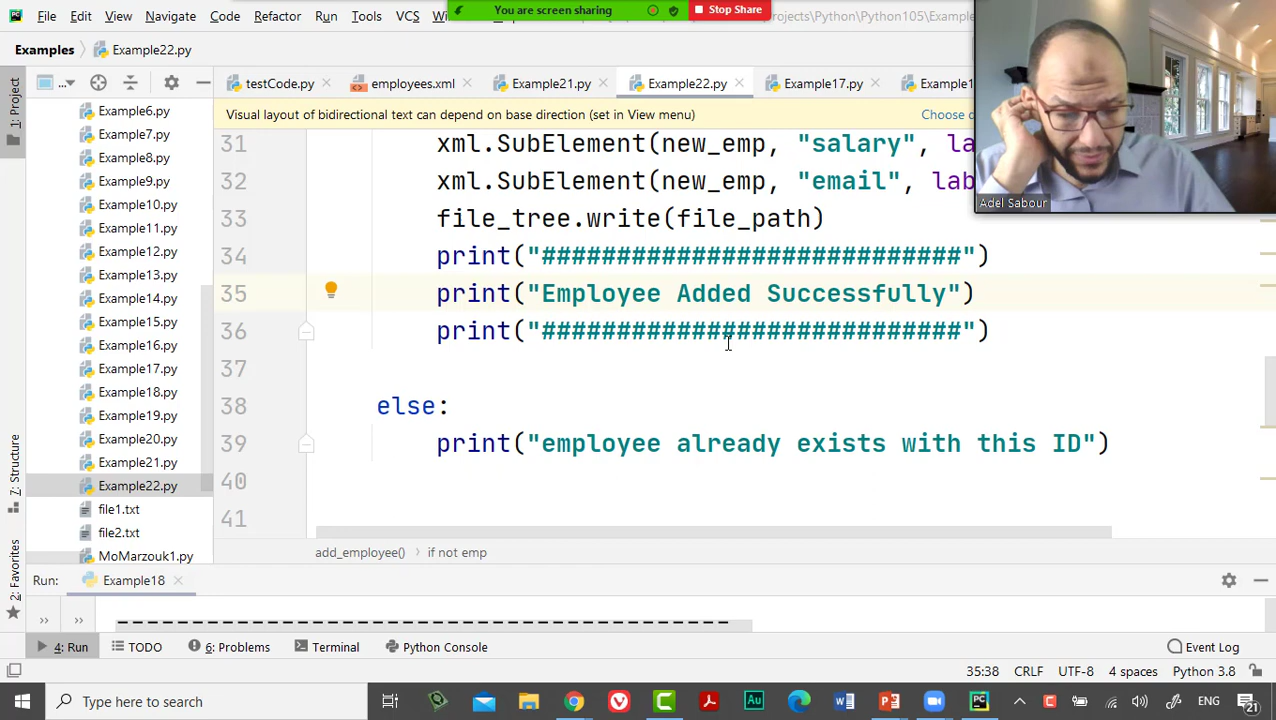 File Edit View Navigate Code Refactor Run Tools VCS
You are screen sharing Stop Share
Projects\Python\Python105\
Examples Example22.py
testCode.py employees.xml Example21.py Example22.py Example17.py
1: Project
Visual layout of bidirectional text can depend on base direction (set in View menu) Choose
Example6.py
Example7.py
Example8.py
Example9.py
Example10.py
Example11.py
Example12.py
Example13.py
Example14.py
Example15.py
Example16.py
Example17.py
Example18.py
Example19.py
Example20.py
Example21.py
Example22.py
file1.txt
file2.txt
MoMarzouk1.py
31 xml.SubElement(new_emp, "salary", la
32 xml.SubElement(new_emp, "email", lab
33 file_tree.write(file_path)
34 print("############################")
35 print("Employee Added Successfully")
36 print("############################")
37
38 else:
39 print("employee already exists with this ID")
40
41
Adel Sabour
add_employee() if not emp
7: Structure
2: Favorites
Run: Example18
-----------------------------------------
4: Run TODO 6: Problems Terminal Python Console Event Log
35:38 CRLF UTF-8 4 spaces Python 3.8
Type here to search
Au
ENG
21